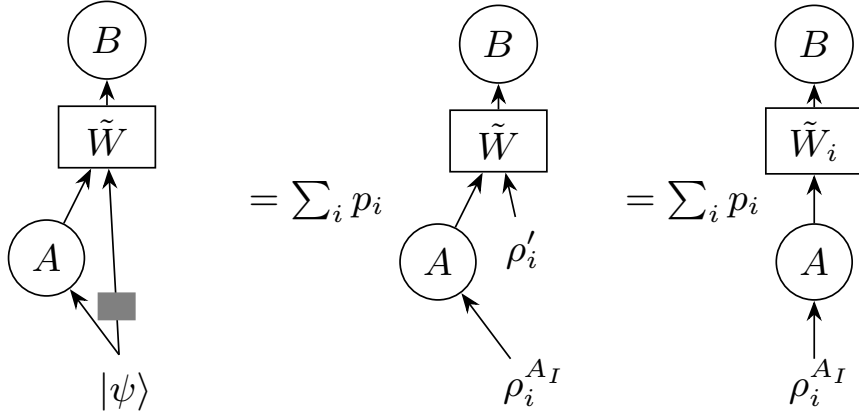 B B B
W̃ W̃ W̃ᵢ
= ∑ᵢ pᵢ = ∑ᵢ pᵢ
A A ρ′ᵢ A
|ψ⟩ ρᵢ^{A_I} ρᵢ^{A_I}